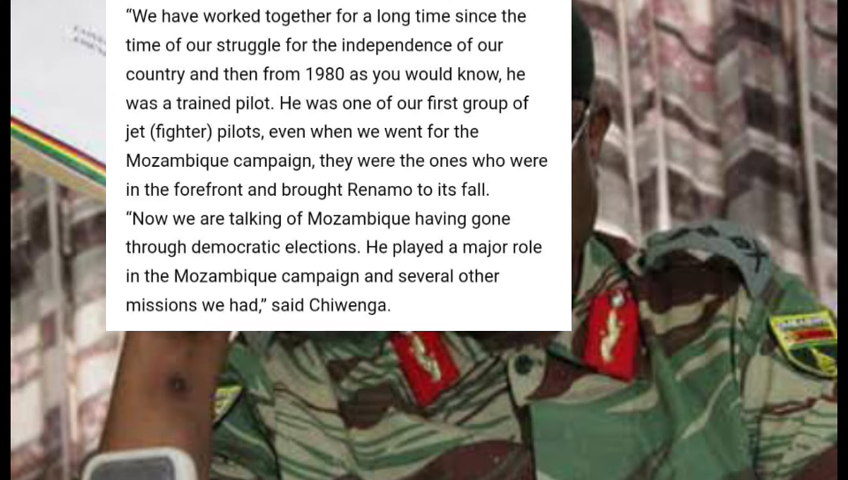 “We have worked together for a long time since the
time of our struggle for the independence of our
country and then from 1980 as you would know, he
was a trained pilot. He was one of our first group of
jet (fighter) pilots, even when we went for the
Mozambique campaign, they were the ones who were
in the forefront and brought Renamo to its fall.
“Now we are talking of Mozambique having gone
through democratic elections. He played a major role
in the Mozambique campaign and several other
missions we had,” said Chiwenga.